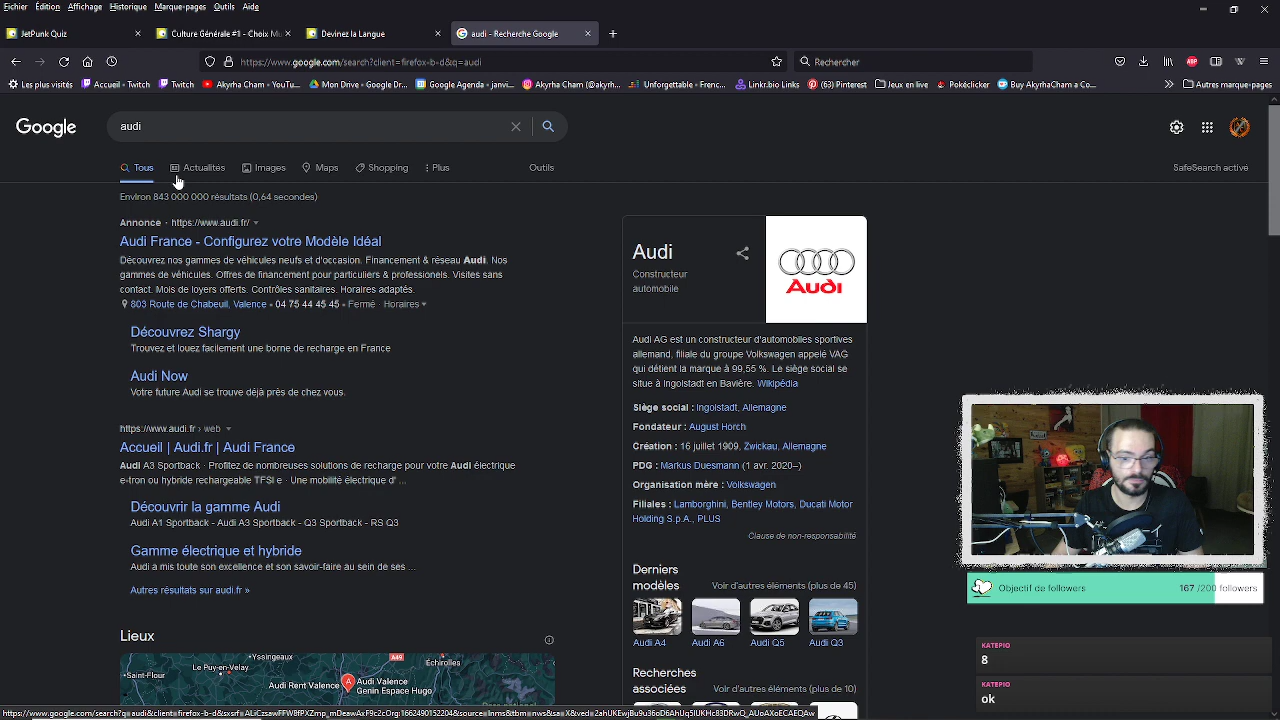 Fichier Édition Affichage Historique Marque-pages Outils Aide
JetPunk Quiz
Culture Générale #1 - Choix Mu
Devinez la Langue
audi - Recherche Google
https://www.google.com/search?client=firefox-b-d&q=audi
Rechercher
Les plus visités
Accueil • Twitch
Twitch
Akyrha Cham • YouTu…
Mon Drive • Google Dr…
Google Agenda - janvi…
Akyrha Cham (@akyrh…
Unforgettable • Frenc…
Linkr.bio Links
(63) Pinterest
Jeux en live
Pokéclicker
Buy AkyrhaCham a Co…
Autres marque-pages
Google
audi
Tous
Actualités
Images
Maps
Shopping
Plus
Outils
SafeSearch activé
Environ 843 000 000 résultats (0,64 secondes)
Annonce · https://www.audi.fr/
Audi France - Configurez votre Modèle Idéal
Découvrez nos gammes de véhicules neufs et d'occasion. Financement & réseau Audi. Nos
gammes de véhicules. Offres de financement pour particuliers & professionels. Visites sans
contact. Mois de loyers offerts. Contrôles sanitaires. Horaires adaptés.
803 Route de Chabeuil, Valence • 04 75 44 45 45 • Fermé · Horaires
Découvrez Shargy
Trouvez et louez facilement une borne de recharge en France
Audi Now
Votre future Audi se trouve déjà près de chez vous.
https://www.audi.fr › web
Accueil | Audi.fr | Audi France
Audi A3 Sportback · Profitez de nombreuses solutions de recharge pour votre Audi électrique
e-tron ou hybride rechargeable TFSI e · Une mobilité électrique d' ...
Découvrir la gamme Audi
Audi A1 Sportback - Audi A3 Sportback - Q3 Sportback - RS Q3
Gamme électrique et hybride
Audi a mis toute son excellence et son savoir-faire au sein de ses ...
Autres résultats sur audi.fr »
Lieux
Yssingeaux
A49
Échirolles
Le Puy-en-Velay
Saint-Flour
Audi Rent Valence
A
Audi Valence
Genin Espace Hugo
Audi
Constructeur
automobile
Audi
Audi AG est un constructeur d'automobiles sportives
allemand, filiale du groupe Volkswagen appelé VAG
qui détient la marque à 99,55 %. Le siège social se
situe à Ingolstadt en Bavière. Wikipédia
Siège social : Ingolstadt, Allemagne
Fondateur : August Horch
Création : 16 juillet 1909, Zwickau, Allemagne
PDG : Markus Duesmann (1 avr. 2020–)
Organisation mère : Volkswagen
Filiales : Lamborghini, Bentley Motors, Ducati Motor
Holding S.p.A., PLUS
Clause de non-responsabilité
Derniers
modèles
Voir d'autres éléments (plus de 45)
Audi A4
Audi A6
Audi Q5
Audi Q3
Recherches
associées
Voir d'autres éléments (plus de 10)
Objectif de followers
167 /200 followers
KATEPIO
8
KATEPIO
ok